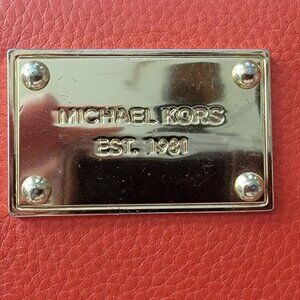 MICHAEL KORS
EST. 1981